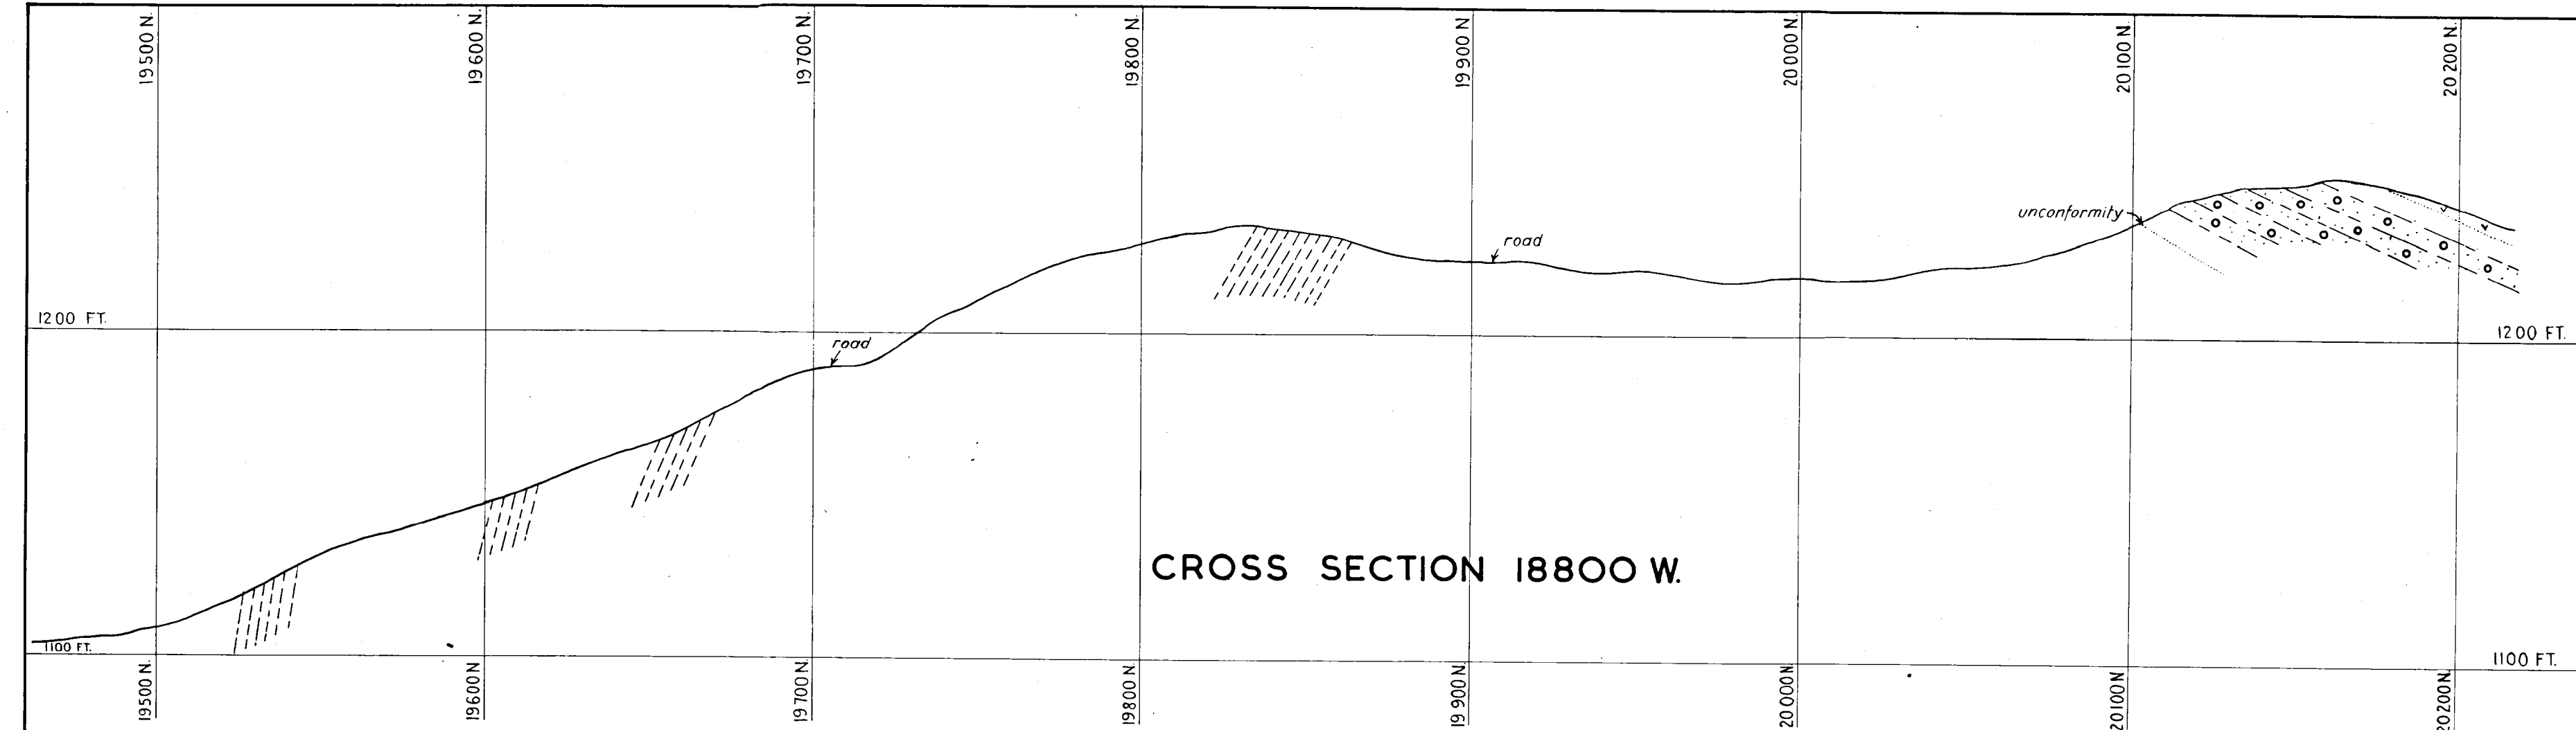 19500 N.
19600 N.
19700 N.
19800 N.
19900 N
20000 N.
20100 N.
20200 N.
unconformity
road
1200 FT.
road
1200 FT.
CROSS SECTION 18800 W.
1100 FT.
1100 FT.
19500 N.
19600 N
19700 N.
19800 N.
19900 N
20000 N
20100 N
20200 N.